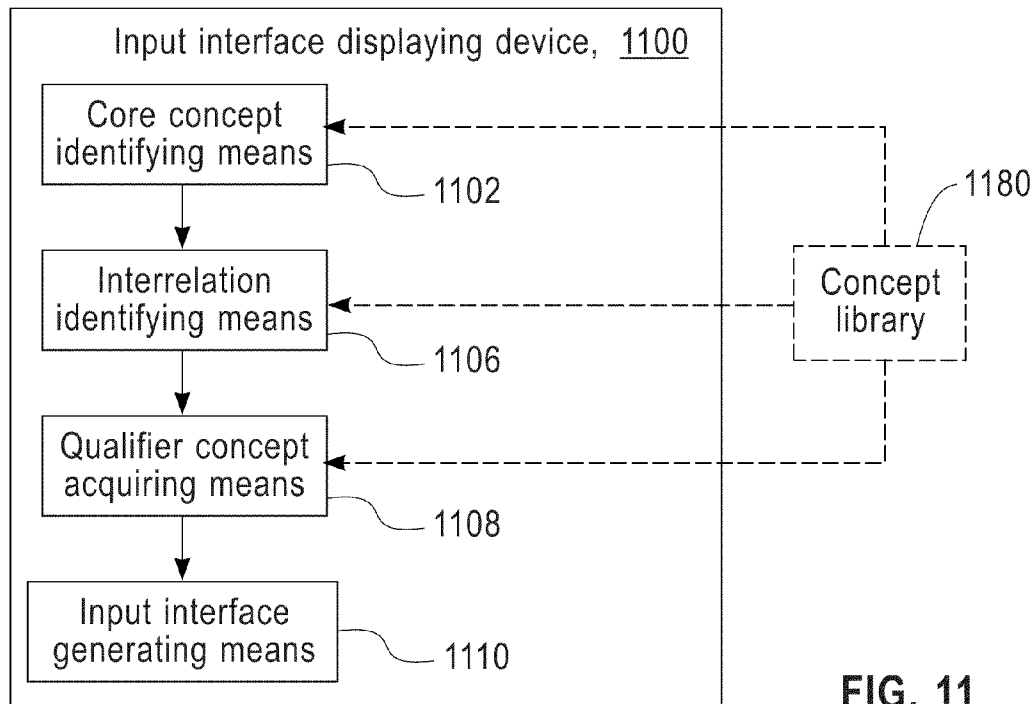 Input interface displaying device, 1100
Core concept
identifying means
1102
1180
Interrelation
identifying means
1106
Concept
library
Qualifier concept
acquiring means
1108
Input interface
generating means
1110
FIG. 11